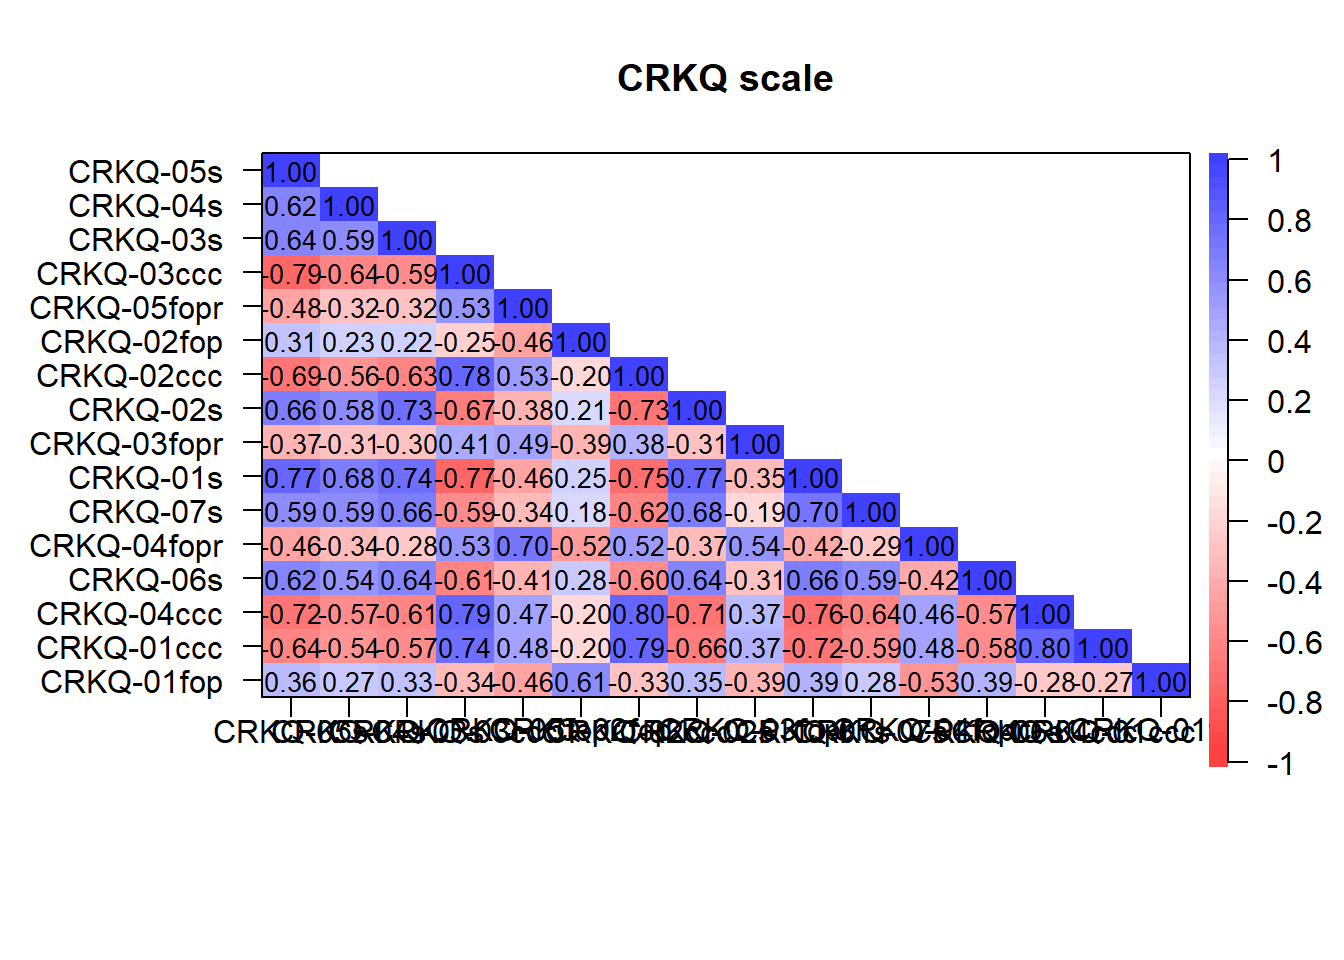 CRKQ scale
CRKQ-05s 1.00
CRKQ-04s 0.62 1.00
CRKQ-03s 0.64 0.59 1.00
CRKQ-03ccc -0.79 -0.64 -0.59 1.00
CRKQ-05fopr -0.48 -0.32 -0.32 0.53 1.00
CRKQ-02fop 0.31 0.23 0.22 -0.25 -0.46 1.00
CRKQ-02ccc -0.69 -0.56 -0.63 0.78 0.53 -0.20 1.00
CRKQ-02s 0.66 0.58 0.73 -0.67 -0.38 0.21 -0.73 1.00
CRKQ-03fopr -0.37 -0.31 -0.30 0.41 0.49 -0.39 0.38 -0.31 1.00
CRKQ-01s 0.77 0.68 0.74 -0.77 -0.46 0.25 -0.75 0.77 -0.35 1.00
CRKQ-07s 0.59 0.59 0.66 -0.59 -0.34 0.18 -0.62 0.68 -0.19 0.70 1.00
CRKQ-04fopr -0.46 -0.34 -0.28 0.53 0.70 -0.52 0.52 -0.37 0.54 -0.42 -0.29 1.00
CRKQ-06s 0.62 0.54 0.64 -0.61 -0.41 0.28 -0.60 0.64 -0.31 0.66 0.59 -0.42 1.00
CRKQ-04ccc -0.72 -0.57 -0.61 0.79 0.47 -0.20 0.80 -0.71 0.37 -0.76 -0.64 0.46 -0.57 1.00
CRKQ-01ccc -0.64 -0.54 -0.57 0.74 0.48 -0.20 0.79 -0.66 0.37 -0.72 -0.59 0.48 -0.58 0.80 1.00
CRKQ-01fop 0.36 0.27 0.33 -0.34 -0.46 0.61 -0.33 0.35 -0.39 0.39 0.28 -0.53 0.39 -0.28 -0.27 1.00
1
0.8
0.6
0.4
0.2
0
-0.2
-0.4
-0.6
-0.8
-1